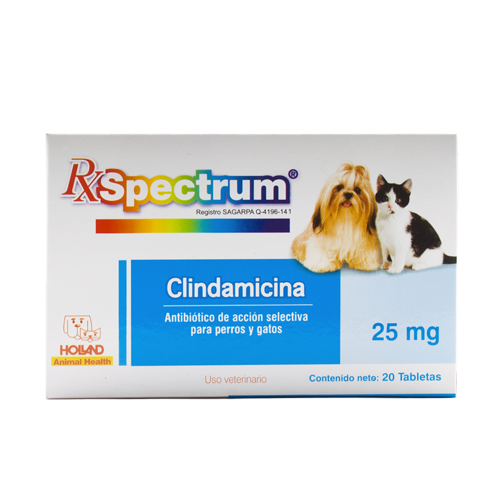 RxSpectrum®
Registro SAGARPA Q-4196-141
Clindamicina
Antibiótico de acción selectiva
para perros y gatos
25 mg
HOLLAND
Animal Health
Uso veterinario
Contenido neto: 20 Tabletas